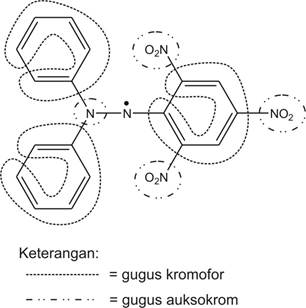 O₂N
N
N•
NO₂
O₂N
Keterangan:
= gugus kromofor
= gugus auksokrom